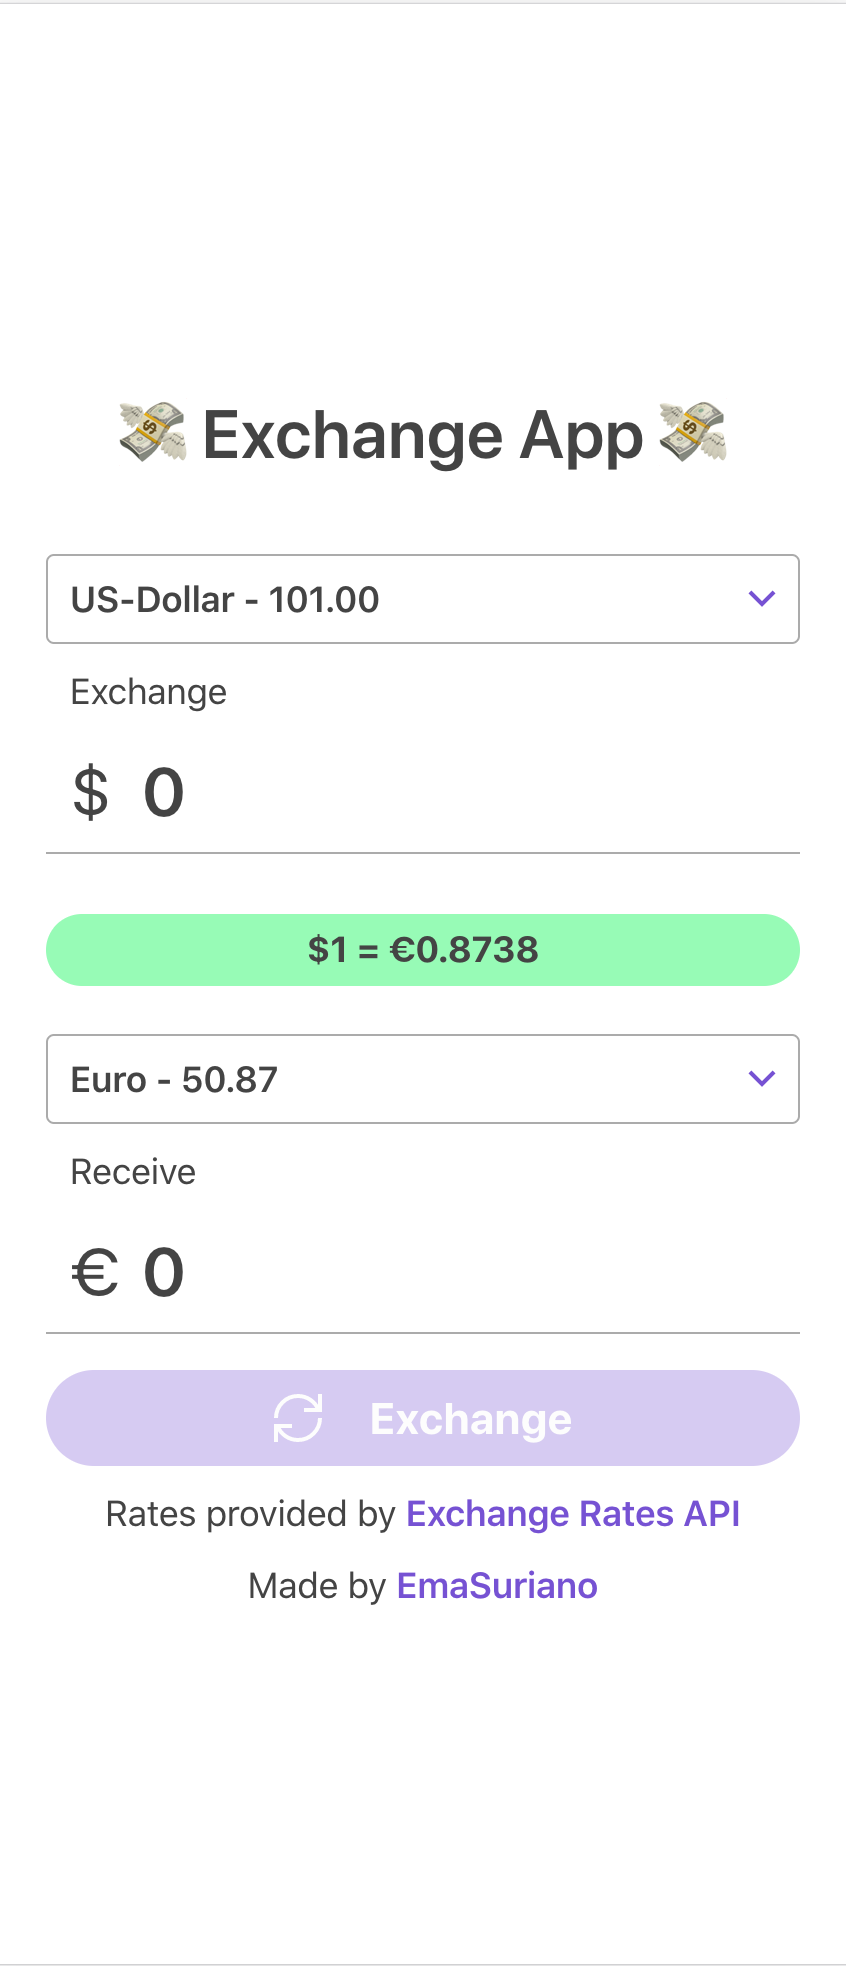 Exchange App
US-Dollar - 101.00
Exchange
$ 0
$1 = €0.8738
Euro - 50.87
Receive
€ 0
Exchange
Rates provided by Exchange Rates API
Made by EmaSuriano